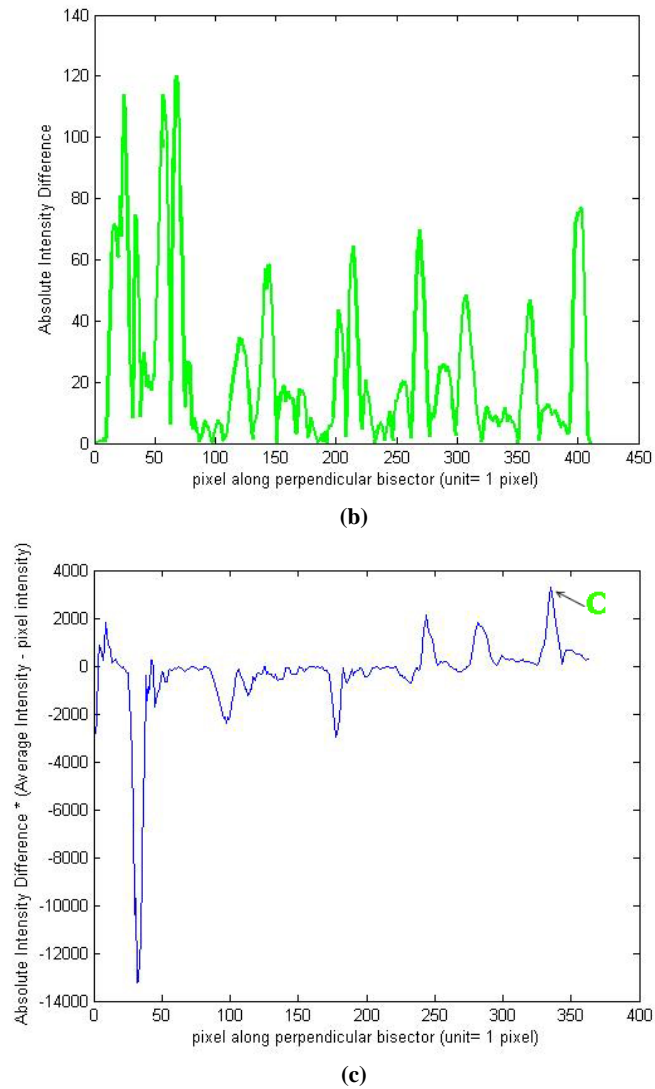 140
120
100
80
60
40
20
0
Absolute Intensity Difference
0 50 100 150 200 250 300 350 400 450
pixel along perpendicular bisector (unit= 1 pixel)
(b)
4000
2000
0
-2000
-4000
-6000
-8000
-10000
-12000
-14000
Absolute Intensity Difference * (Average Intensity - pixel intensity)
C
0 50 100 150 200 250 300 350 400
pixel along perpendicular bisector (unit= 1 pixel)
(c)